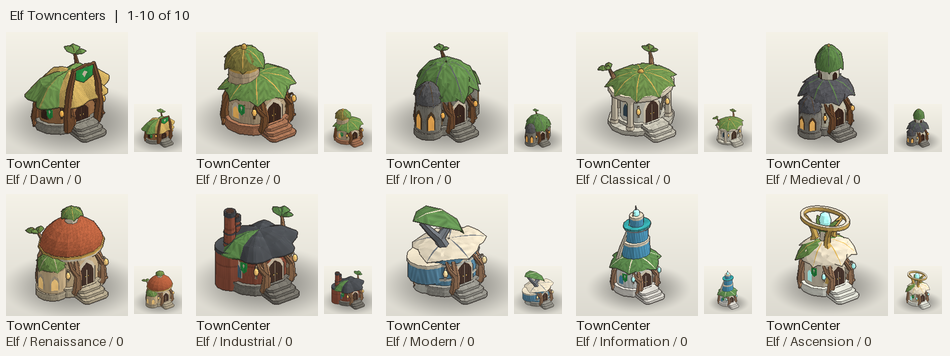 Elf Towncenters | 1-10 of 10
TownCenter
Elf / Dawn / 0
TownCenter
Elf / Bronze / 0
TownCenter
Elf / Iron / 0
TownCenter
Elf / Classical / 0
TownCenter
Elf / Medieval / 0
TownCenter
Elf / Renaissance / 0
TownCenter
Elf / Industrial / 0
TownCenter
Elf / Modern / 0
TownCenter
Elf / Information / 0
TownCenter
Elf / Ascension / 0